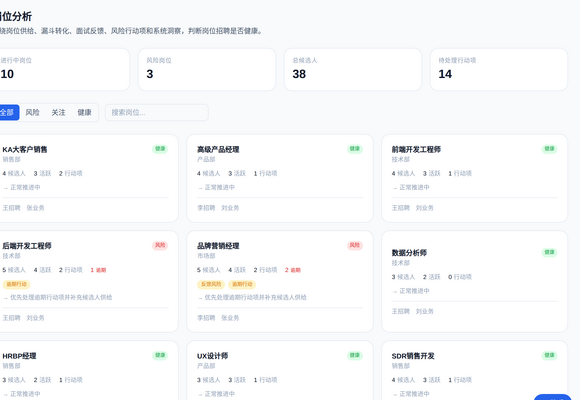 岗位分析
绕岗位供给、漏斗转化、面试反馈、风险行动项和系统洞察，判断岗位招聘是否健康。
进行中岗位 风险岗位 总候选人 待处理行动项
10 3 38 14
全部 风险 关注 健康 搜索岗位...
KA大客户销售 健康 高级产品经理 健康 前端开发工程师 健康
销售部 产品部 技术部
4 候选人 3 活跃 2 行动项 4 候选人 3 活跃 1 行动项 4 候选人 3 活跃 1 行动项
→ 正常推进中 → 正常推进中 → 正常推进中
王招聘 张业务 李招聘 刘业务 王招聘 刘业务
后端开发工程师 风险 品牌营销经理 风险 数据分析师 健康
技术部 市场部 技术部
5 候选人 4 活跃 2 行动项 1 逾期 5 候选人 4 活跃 2 行动项 2 逾期 3 候选人 2 活跃 0 行动项
逾期行动 反馈风险 逾期行动 → 正常推进中
→ 优先处理逾期行动项并补充候选人供给 → 优先处理逾期行动项并补充候选人供给
王招聘 刘业务 李招聘 张业务 王招聘 刘业务
HRBP经理 健康 UX设计师 健康 SDR销售开发 健康
3 候选人 2 活跃 1 行动项 3 候选人 2 活跃 1 行动项 4 候选人 3 活跃 1 行动项
→ 正常推进中 → 正常推进中 → 正常推进中